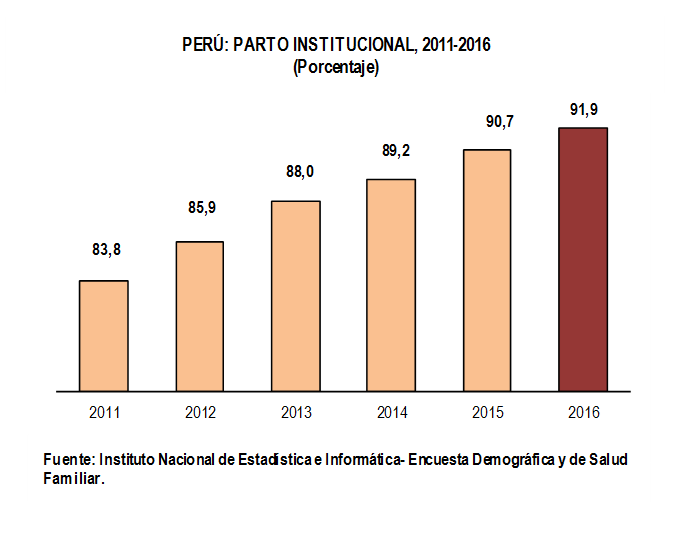 PERÚ: PARTO INSTITUCIONAL, 2011-2016
(Porcentaje)
91,9
90,7
89,2
88,0
85,9
83,8
2011 2012 2013 2014 2015 2016
Fuente: Instituto Nacional de Estadística e Informática- Encuesta Demográfica y de Salud
Familiar.